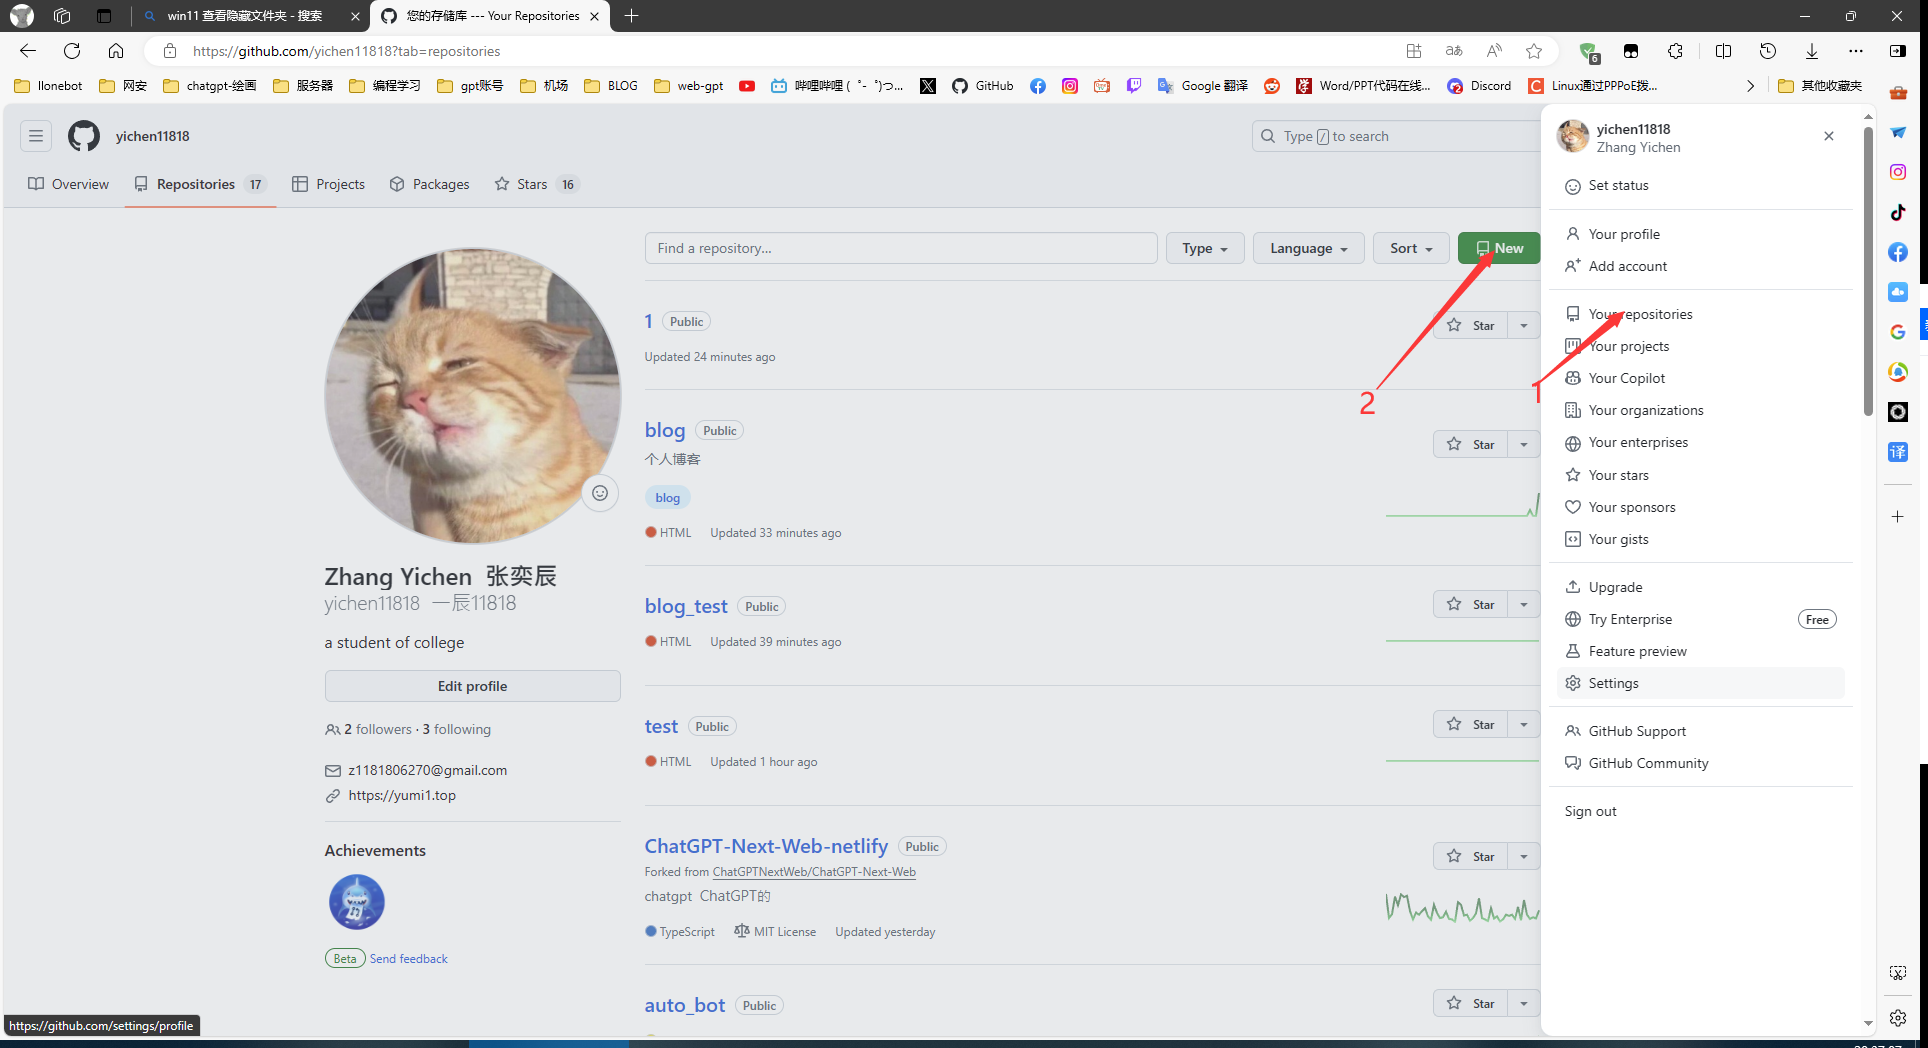 win11 查看隐藏文件夹 - 搜索
您的存储库 --- Your Repositories
https://github.com/yichen11818?tab=repositories
aあ
A
6
llonebot
网安
chatgpt-绘画
服务器
编程学习
gpt账号
机场
BLOG
web-gpt
哔哩哔哩 (゜-゜)つ...
GitHub
Google 翻译
Word/PPT代码在线...
Discord
Linux通过PPPoE拨...
其他收藏夹
yichen11818
Type / to search
Overview
Repositories 17
Projects
Packages
Stars 16
Find a repository...
Type
Language
Sort
New
1 Public
Updated 24 minutes ago
Star
2
1
blog Public
个人博客
blog
HTML Updated 33 minutes ago
Star
blog_test Public
HTML Updated 39 minutes ago
Star
test Public
HTML Updated 1 hour ago
Star
ChatGPT-Next-Web-netlify Public
Forked from ChatGPTNextWeb/ChatGPT-Next-Web
chatgpt ChatGPT的
TypeScript MIT License Updated yesterday
Star
auto_bot Public
Star
Zhang Yichen 张奕辰
yichen11818 一辰11818
a student of college
Edit profile
2 followers · 3 following
z1181806270@gmail.com
https://yumi1.top
Achievements
Beta Send feedback
https://github.com/settings/profile
yichen11818
Zhang Yichen
Set status
Your profile
Add account
Your repositories
Your projects
Your Copilot
Your organizations
Your enterprises
Your stars
Your sponsors
Your gists
Upgrade
Try Enterprise Free
Feature preview
Settings
GitHub Support
GitHub Community
Sign out
译